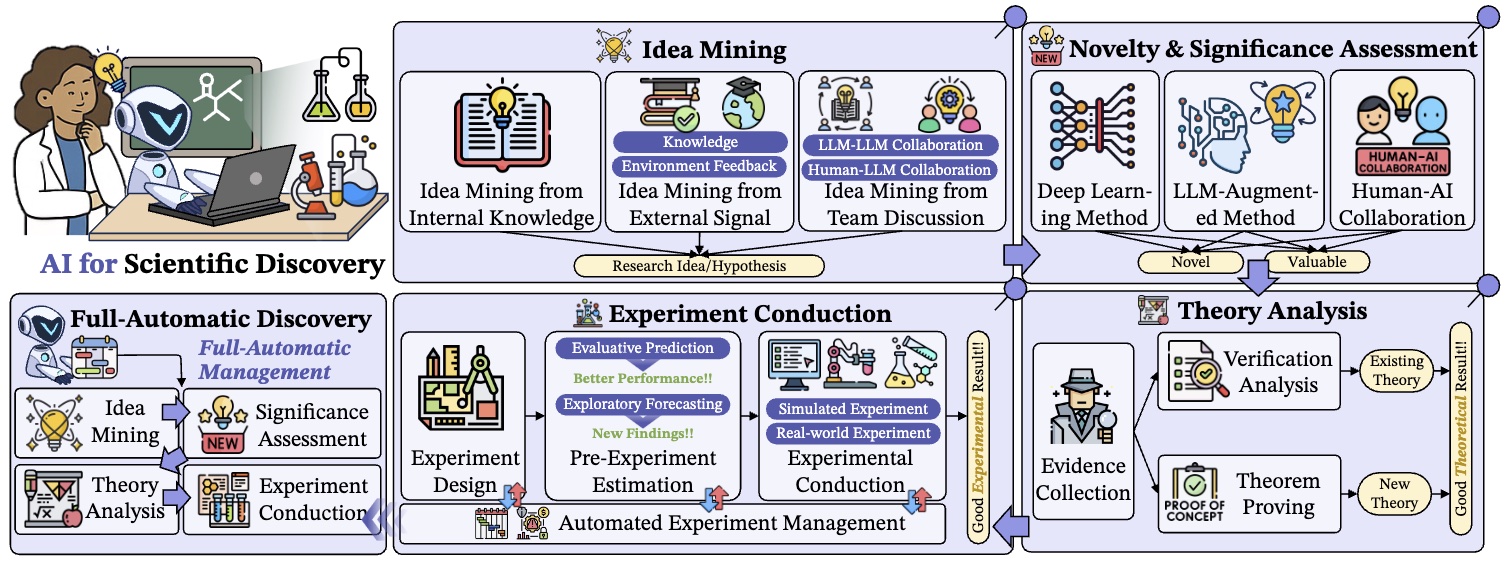 AI for Scientific Discovery
Idea Mining
Idea Mining from
Internal Knowledge
Knowledge
Environment Feedback
Idea Mining from
External Signal
LLM-LLM Collaboration
Human-LLM Collaboration
Idea Mining from
Team Discussion
Research Idea/Hypothesis
NEW
Novelty & Significance Assessment
Deep Learn-
ing Method
LLM-Augment-
ed Method
HUMAN-AI
COLLABORATION
Human-AI
Collaboration
Novel
Valuable
Theory Analysis
√x
Evidence
Collection
Verification
Analysis
Existing
Theory
PROOF OF
CONCEPT
Theorem
Proving
New
Theory
Good Theoretical Result!!
Experiment Conduction
Experiment
Design
Evaluative Prediction
Better Performance!!
Exploratory Forecasting
New Findings!!
Pre-Experiment
Estimation
Simulated Experiment
Real-world Experiment
Experimental
Conduction
Automated Experiment Management
Good Experimental Result!!
Full-Automatic Discovery
Full-Automatic
Management
Idea
Mining
NEW
Significance
Assessment
√x
Theory
Analysis
Experiment
Conduction